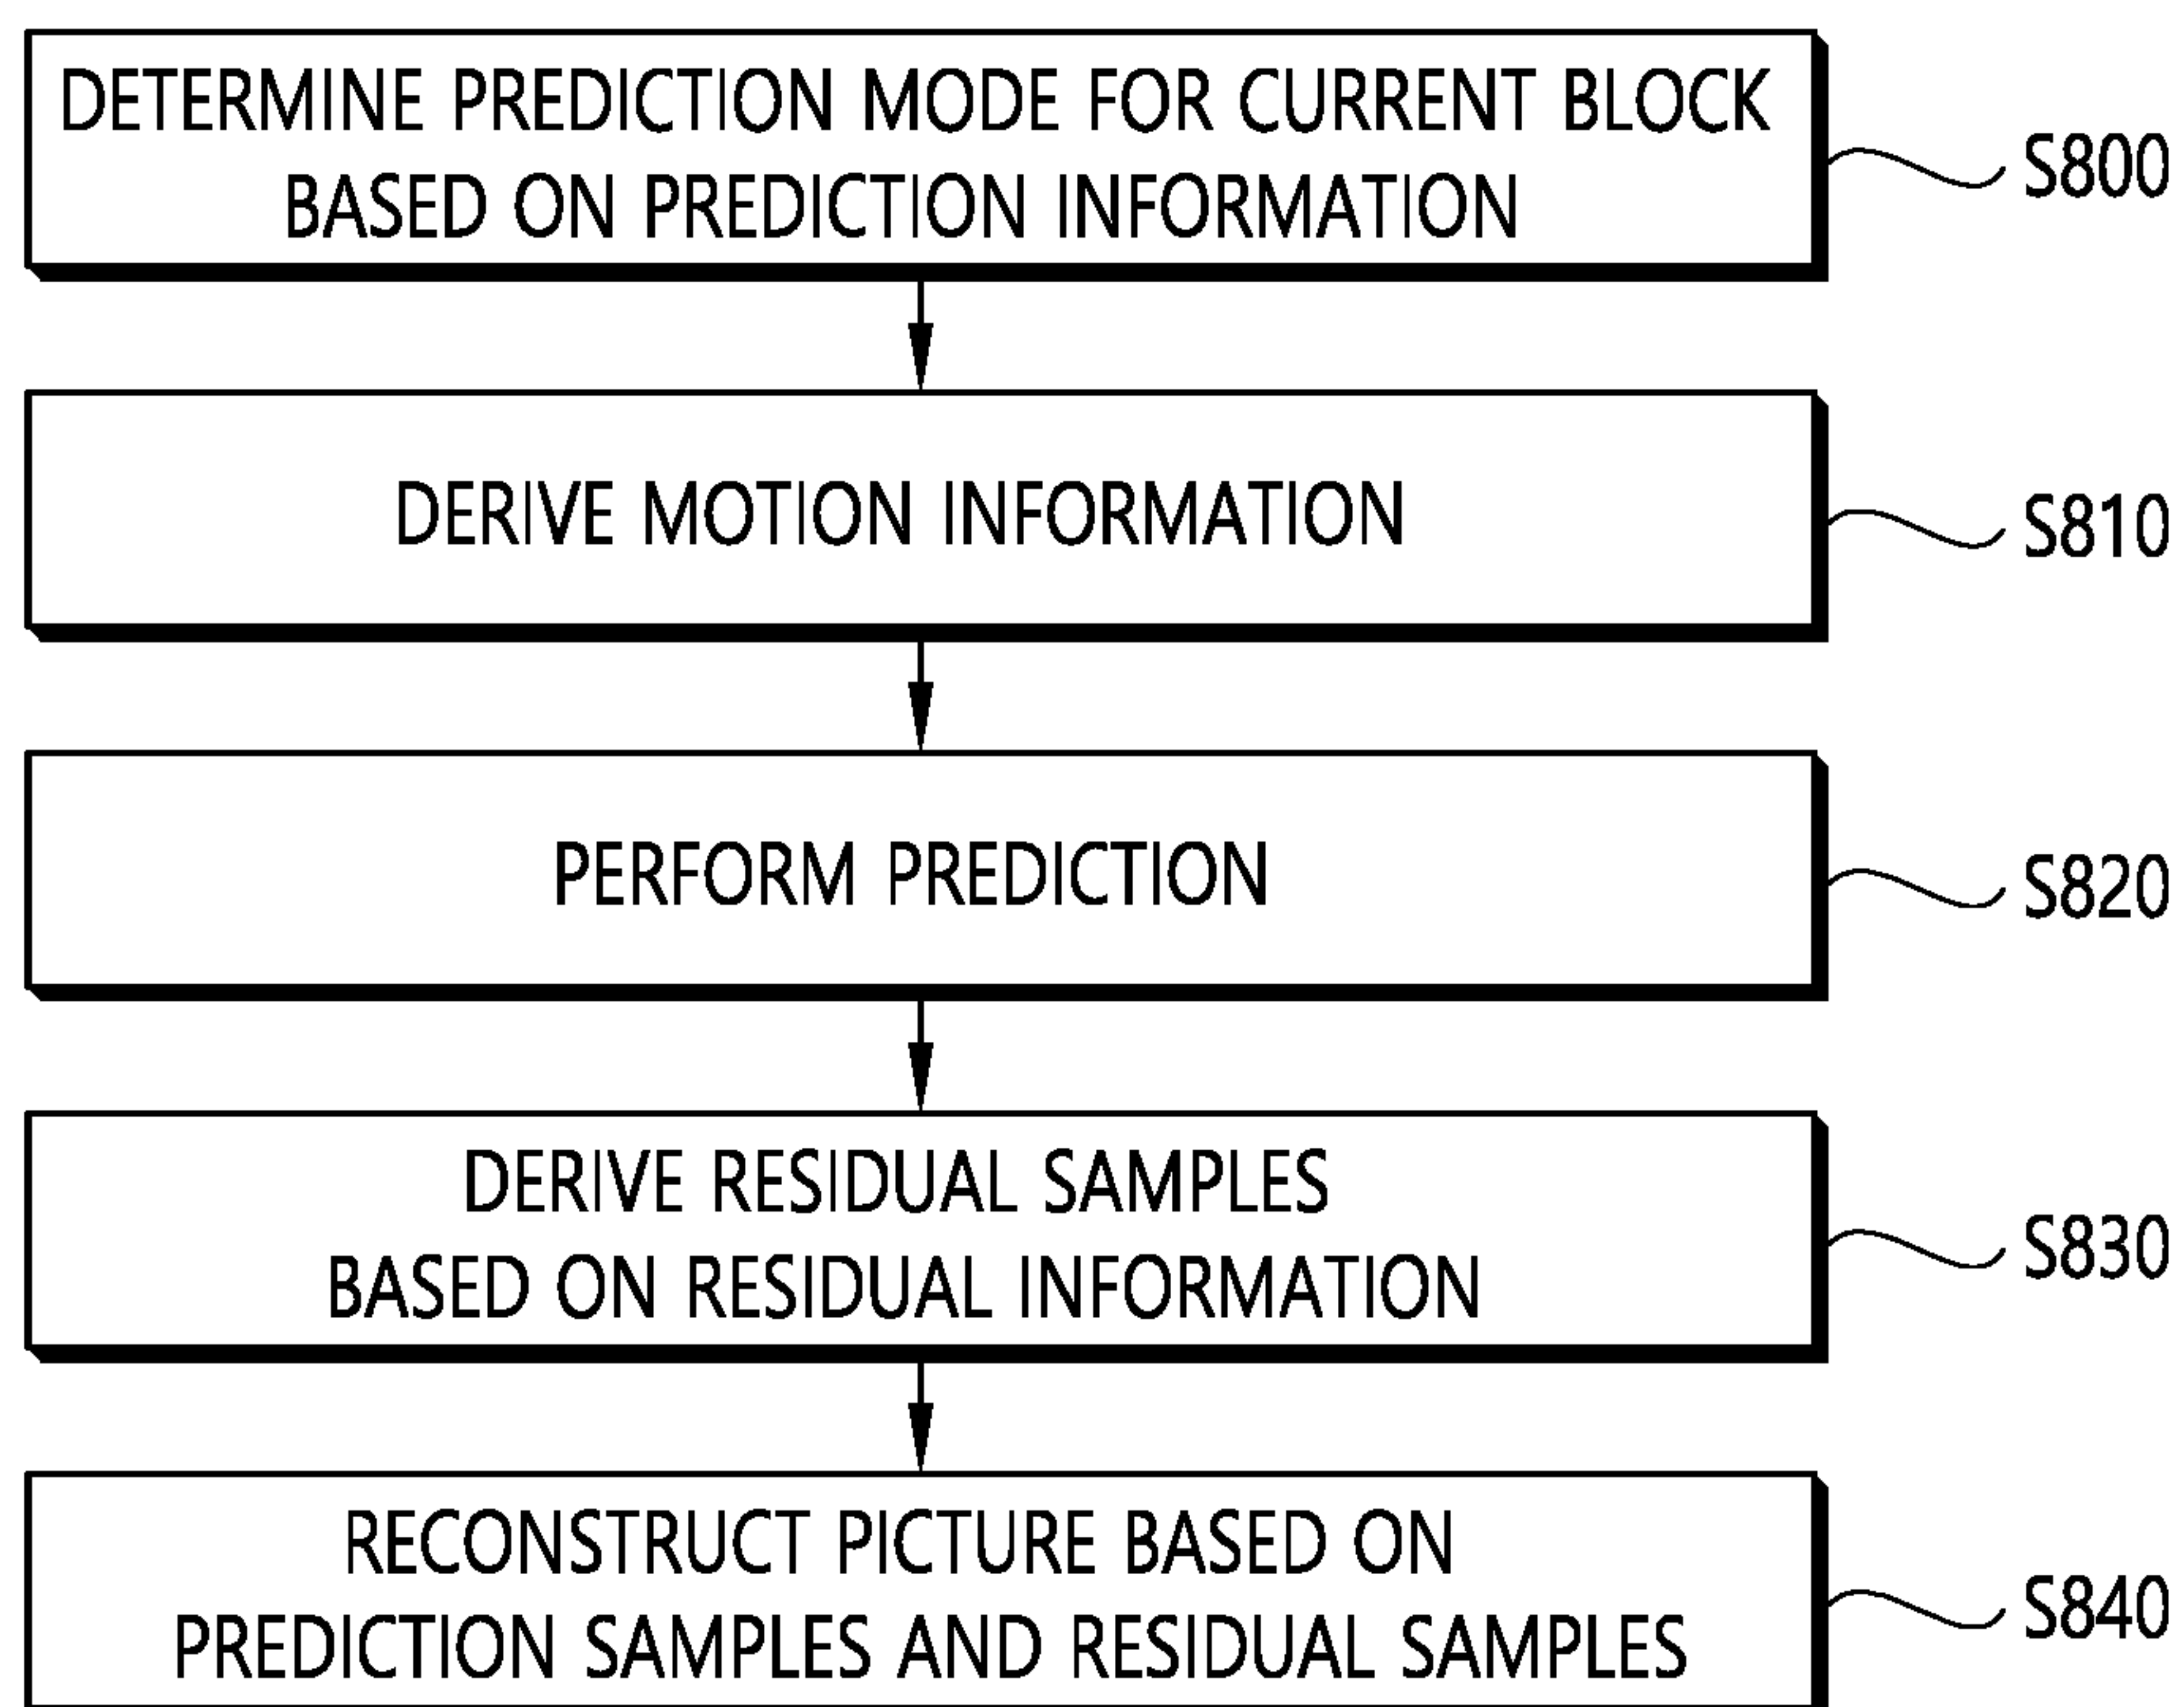 DETERMINE PREDICTION MODE FOR CURRENT BLOCK
BASED ON PREDICTION INFORMATION
S800
DERIVE MOTION INFORMATION
S810
PERFORM PREDICTION
S820
DERIVE RESIDUAL SAMPLES
BASED ON RESIDUAL INFORMATION
S830
RECONSTRUCT PICTURE BASED ON
PREDICTION SAMPLES AND RESIDUAL SAMPLES
S840